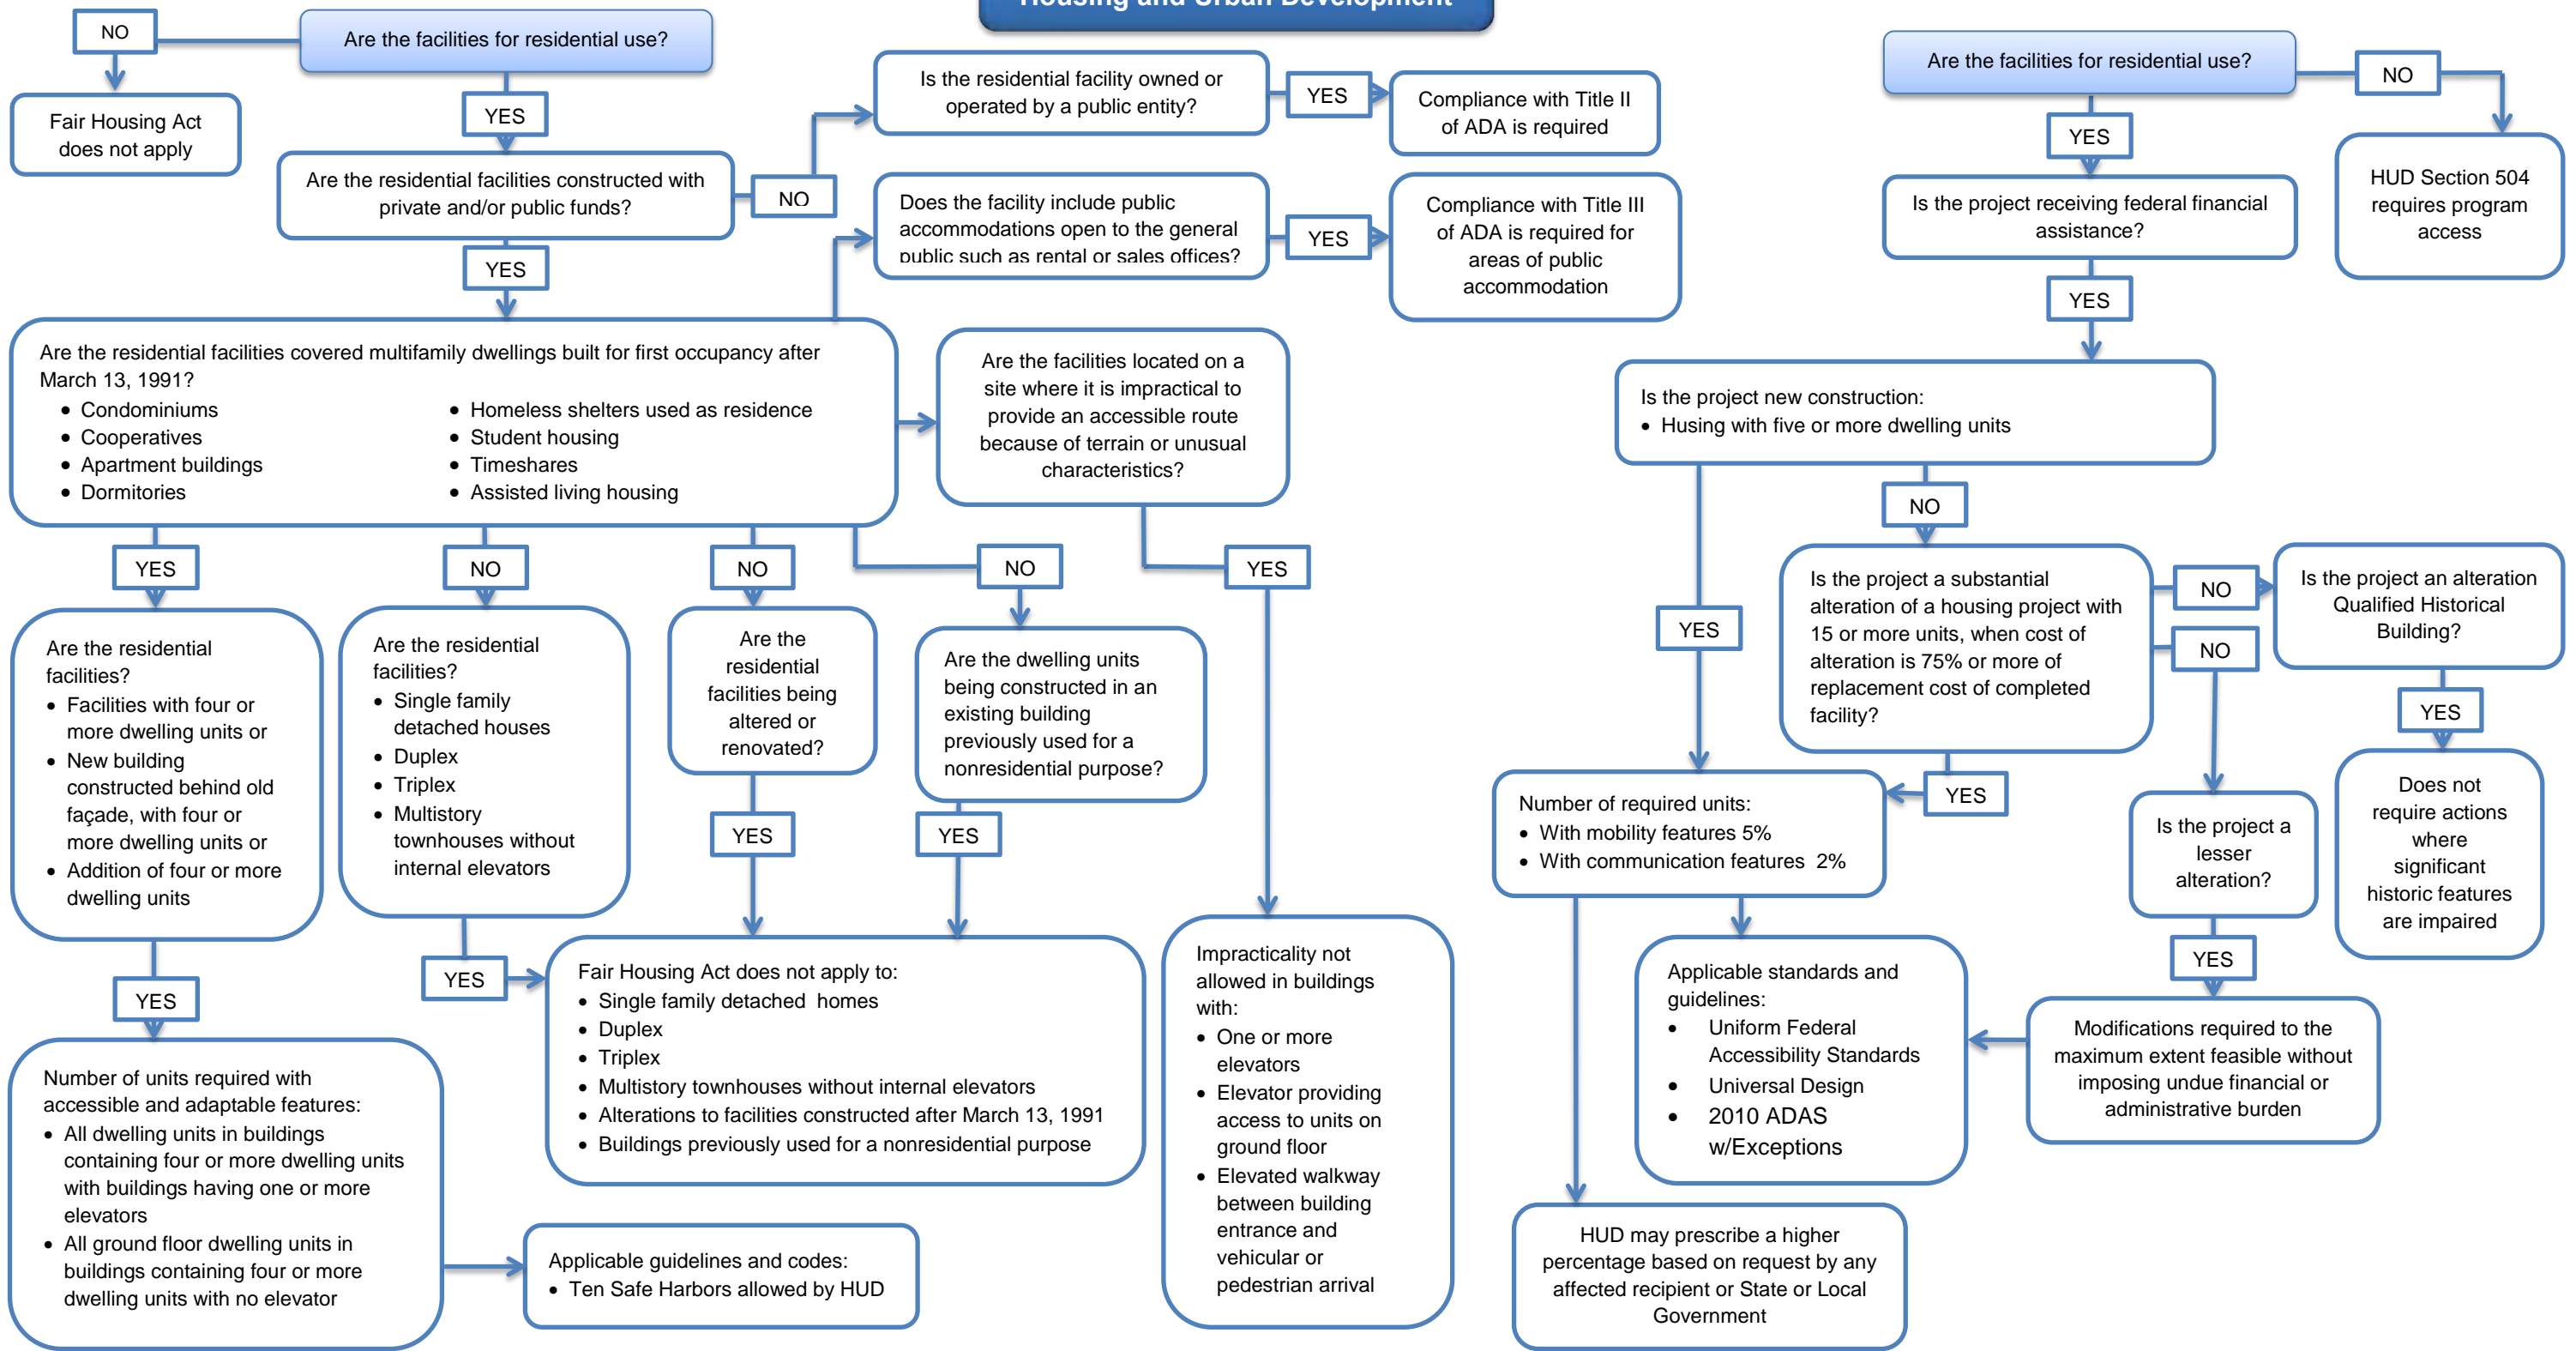 Housing and Urban Development
NO
Are the facilities for residential use?
Fair Housing Act
does not apply
YES
Are the residential facilities constructed with
private and/or public funds?
NO
Is the residential facility owned or
operated by a public entity?
YES
Compliance with Title II
of ADA is required
Does the facility include public
accommodations open to the general
public such as rental or sales offices?
YES
Compliance with Title III
of ADA is required for
areas of public
accommodation
YES
Are the residential facilities covered multifamily dwellings built for first occupancy after
March 13, 1991?
• Condominiums
• Cooperatives
• Apartment buildings
• Dormitories
• Homeless shelters used as residence
• Student housing
• Timeshares
• Assisted living housing
Are the facilities located on a
site where it is impractical to
provide an accessible route
because of terrain or unusual
characteristics?
YES
NO
NO
NO
YES
Are the residential
facilities?
• Facilities with four or
more dwelling units or
• New building
constructed behind old
façade, with four or
more dwelling units or
• Addition of four or more
dwelling units
Are the residential
facilities?
• Single family
detached houses
• Duplex
• Triplex
• Multistory
townhouses without
internal elevators
Are the
residential
facilities being
altered or
renovated?
Are the dwelling units
being constructed in an
existing building
previously used for a
nonresidential purpose?
YES
YES
YES
YES
Number of units required with
accessible and adaptable features:
• All dwelling units in buildings
containing four or more dwelling units
with buildings having one or more
elevators
• All ground floor dwelling units in
buildings containing four or more
dwelling units with no elevator
Fair Housing Act does not apply to:
• Single family detached homes
• Duplex
• Triplex
• Multistory townhouses without internal elevators
• Alterations to facilities constructed after March 13, 1991
• Buildings previously used for a nonresidential purpose
Applicable guidelines and codes:
• Ten Safe Harbors allowed by HUD
Impracticality not
allowed in buildings
with:
• One or more
elevators
• Elevator providing
access to units on
ground floor
• Elevated walkway
between building
entrance and
vehicular or
pedestrian arrival
Are the facilities for residential use?
NO
HUD Section 504
requires program
access
YES
Is the project receiving federal financial
assistance?
YES
Is the project new construction:
• Husing with five or more dwelling units
NO
YES
Is the project a substantial
alteration of a housing project with
15 or more units, when cost of
alteration is 75% or more of
replacement cost of completed
facility?
NO
NO
Is the project an alteration
Qualified Historical
Building?
YES
Does not
require actions
where
significant
historic features
are impaired
YES
Number of required units:
• With mobility features 5%
• With communication features 2%
Is the project a
lesser
alteration?
YES
Modifications required to the
maximum extent feasible without
imposing undue financial or
administrative burden
Applicable standards and
guidelines:
• Uniform Federal
Accessibility Standards
• Universal Design
• 2010 ADAS
w/Exceptions
HUD may prescribe a higher
percentage based on request by any
affected recipient or State or Local
Government